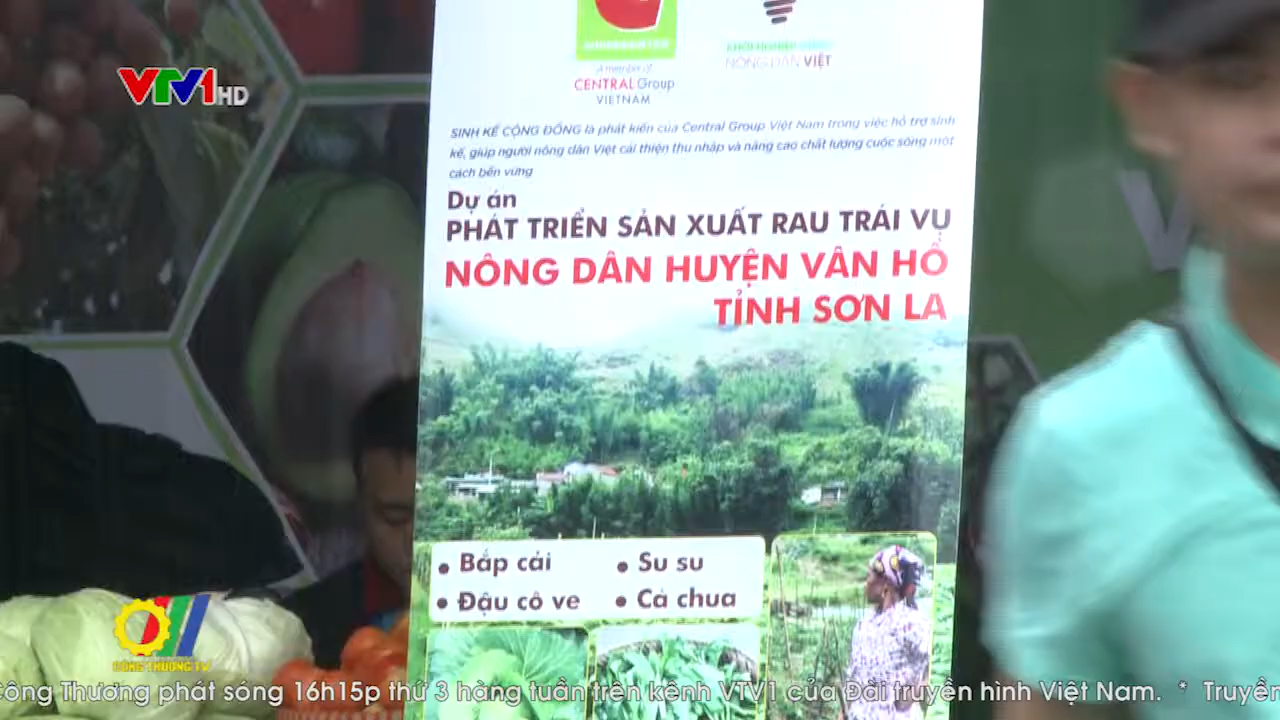 VTV1 HD
A member of
CENTRAL Group
VIETNAM
NÔNG DÂN VIỆT
SINH KẾ CỘNG ĐỒNG là phát kiến của Central Group Việt Nam trong việc hỗ trợ sinh
kế, giúp người nông dân Việt cải thiện thu nhập và nâng cao chất lượng cuộc sống một
cách bền vững
Dự án
PHÁT TRIỂN SẢN XUẤT RAU TRÁI VỤ
NÔNG DÂN HUYỆN VÂN HỒ
TỈNH SƠN LA
• Bắp cải
• Su su
• Đậu cô ve
• Cà chua
CÔNG THƯƠNG TV
Công Thương phát sóng 16h15p thứ 3 hàng tuần trên kênh VTV1 của Đài truyền hình Việt Nam. * Truyền